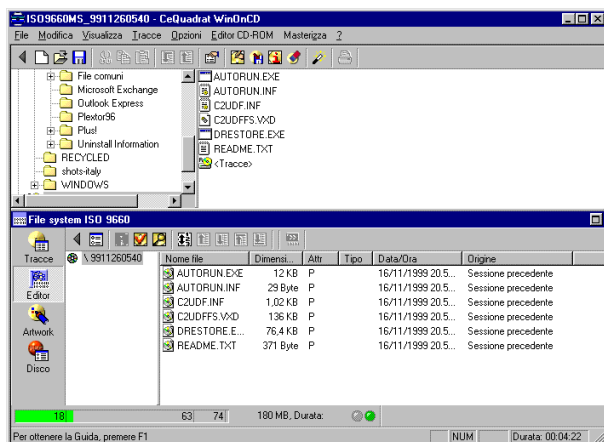 ISO9660MS_9911260540 - CeQuadrat WinOnCD
File Modifica Visualizza Tracce Opzioni Editor CD-ROM Masterizza ?
File comuni
Microsoft Exchange
Outlook Express
Plextor96
Plus!
Uninstall Information
RECYCLED
shots-italy
WINDOWS
AUTORUN.EXE
AUTORUN.INF
C2UDF.INF
C2UDFFS.VXD
DRESTORE.EXE
README.TXT
<Tracce>
File system ISO 9660
Tracce
Editor
Artwork
Disco
\ 9911260540
Nome file Dimensi... Attr Tipo Data/Ora Origine
AUTORUN.EXE 12 KB P 16/11/1999 20.5... Sessione precedente
AUTORUN.INF 29 Byte P 16/11/1999 20.5... Sessione precedente
C2UDF.INF 1,02 KB P 16/11/1999 20.5... Sessione precedente
C2UDFFS.VXD 136 KB P 16/11/1999 20.5... Sessione precedente
DRESTORE.E... 76,4 KB P 16/11/1999 20.5... Sessione precedente
README.TXT 371 Byte P 16/11/1999 20.5... Sessione precedente
18 63 74 180 MB, Durata:
Per ottenere la Guida, premere F1 NUM Durata: 00:04:22